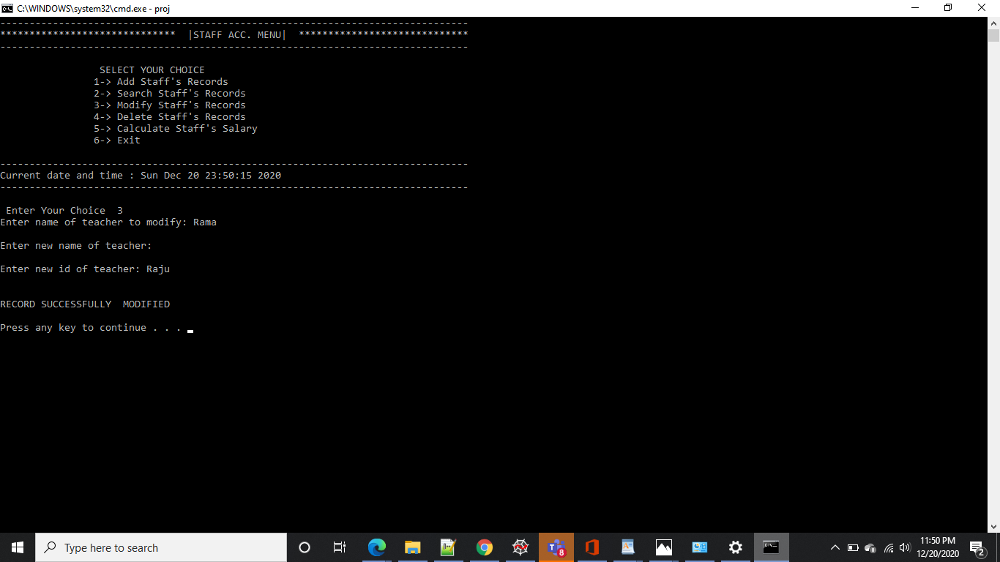 C:\WINDOWS\system32\cmd.exe - proj
--------------------------------------------------------------------------------
****************************** |STAFF ACC. MENU| *****************************
--------------------------------------------------------------------------------
SELECT YOUR CHOICE
1-> Add Staff's Records
2-> Search Staff's Records
3-> Modify Staff's Records
4-> Delete Staff's Records
5-> Calculate Staff's Salary
6-> Exit
--------------------------------------------------------------------------------
Current date and time : Sun Dec 20 23:50:15 2020
--------------------------------------------------------------------------------
Enter Your Choice 3
Enter name of teacher to modify: Rama
Enter new name of teacher:
Enter new id of teacher: Raju
RECORD SUCCESSFULLY MODIFIED
Press any key to continue . . .
Type here to search
8
11:50 PM
12/20/2020
2